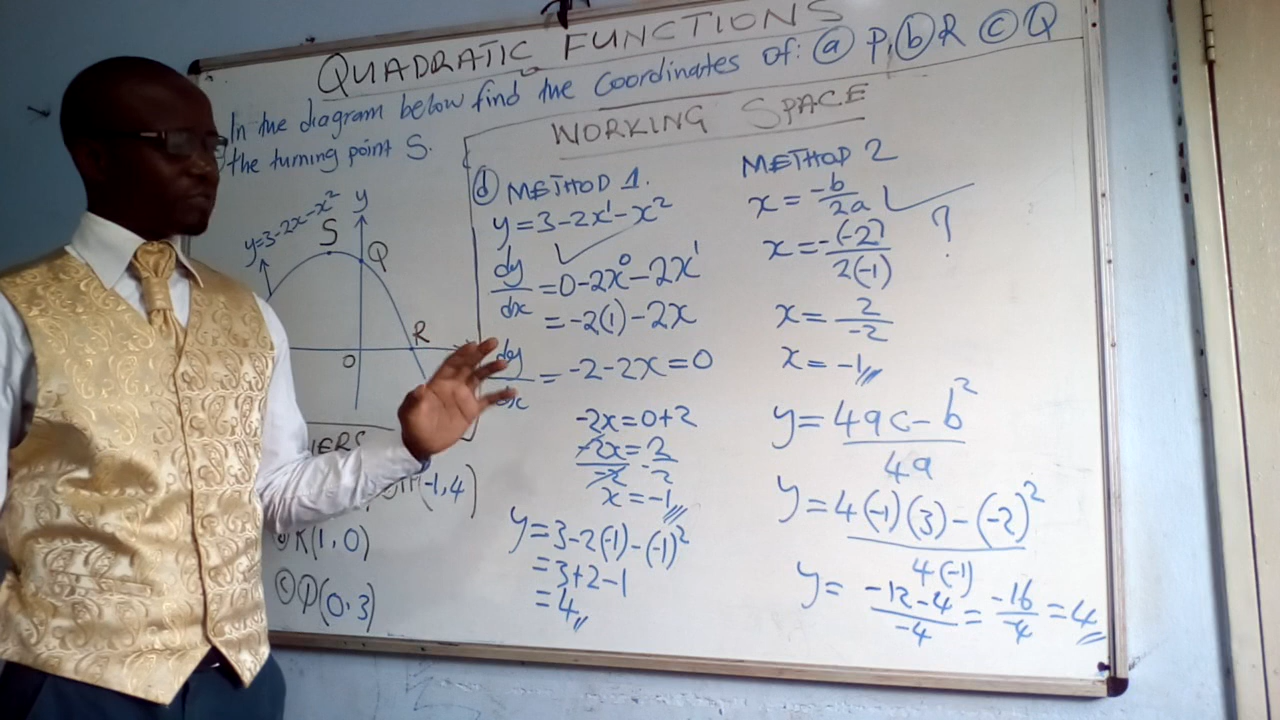 QUADRATIC FUNCTIONS
In the diagram below find the coordinates of: ⓐ P, ⓑ R ⓒ Q
the turning point S.
WORKING SPACE
y=3-2x-x²
y
S
Q
R
O
ⓓ METHOD 1.
y=3-2x¹-x²
dy/dx =0-2x⁰-2x¹
=-2(1)-2x
dy/dx = -2-2x=0
-2x=0+2
-2x/-2=2/-2
x=-1
y=3-2(-1)-(-1)²
=3+2-1
=4
METHOD 2
x=-b/2a ?
x=-(-2)/2(-1)
x=2/-2
x=-1
y=4ac-b²/4a
y=4(-1)(3)-(-2)²/4(-1)
y=-12-4/-4=-16/-4=4
(-1,4)
R(1,0)
ⓒ (0,3)